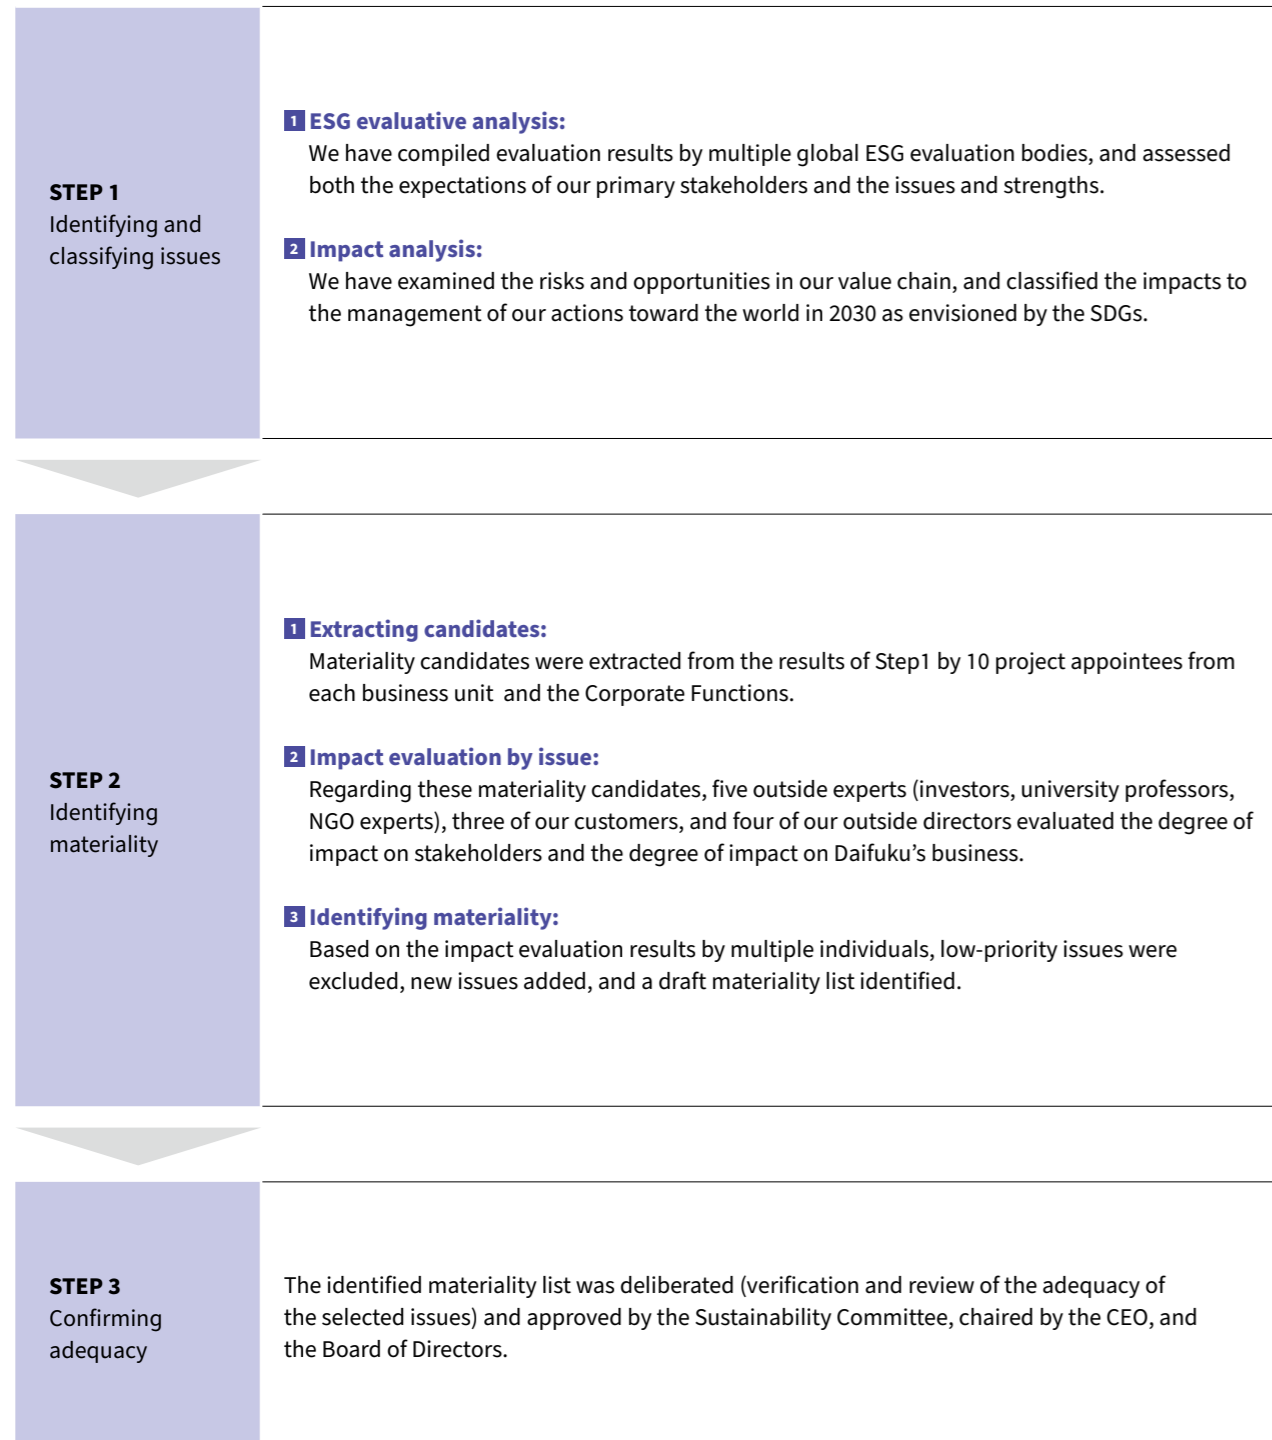 STEP 1
Identifying and
classifying issues
1 ESG evaluative analysis:
We have compiled evaluation results by multiple global ESG evaluation bodies, and assessed
both the expectations of our primary stakeholders and the issues and strengths.
2 Impact analysis:
We have examined the risks and opportunities in our value chain, and classified the impacts to
the management of our actions toward the world in 2030 as envisioned by the SDGs.
STEP 2
Identifying
materiality
1 Extracting candidates:
Materiality candidates were extracted from the results of Step1 by 10 project appointees from
each business unit  and the Corporate Functions.
2 Impact evaluation by issue:
Regarding these materiality candidates, five outside experts (investors, university professors,
NGO experts), three of our customers, and four of our outside directors evaluated the degree of
impact on stakeholders and the degree of impact on Daifuku’s business.
3 Identifying materiality:
Based on the impact evaluation results by multiple individuals, low-priority issues were
excluded, new issues added, and a draft materiality list identified.
STEP 3
Confirming
adequacy
The identified materiality list was deliberated (verification and review of the adequacy of
the selected issues) and approved by the Sustainability Committee, chaired by the CEO, and
the Board of Directors.